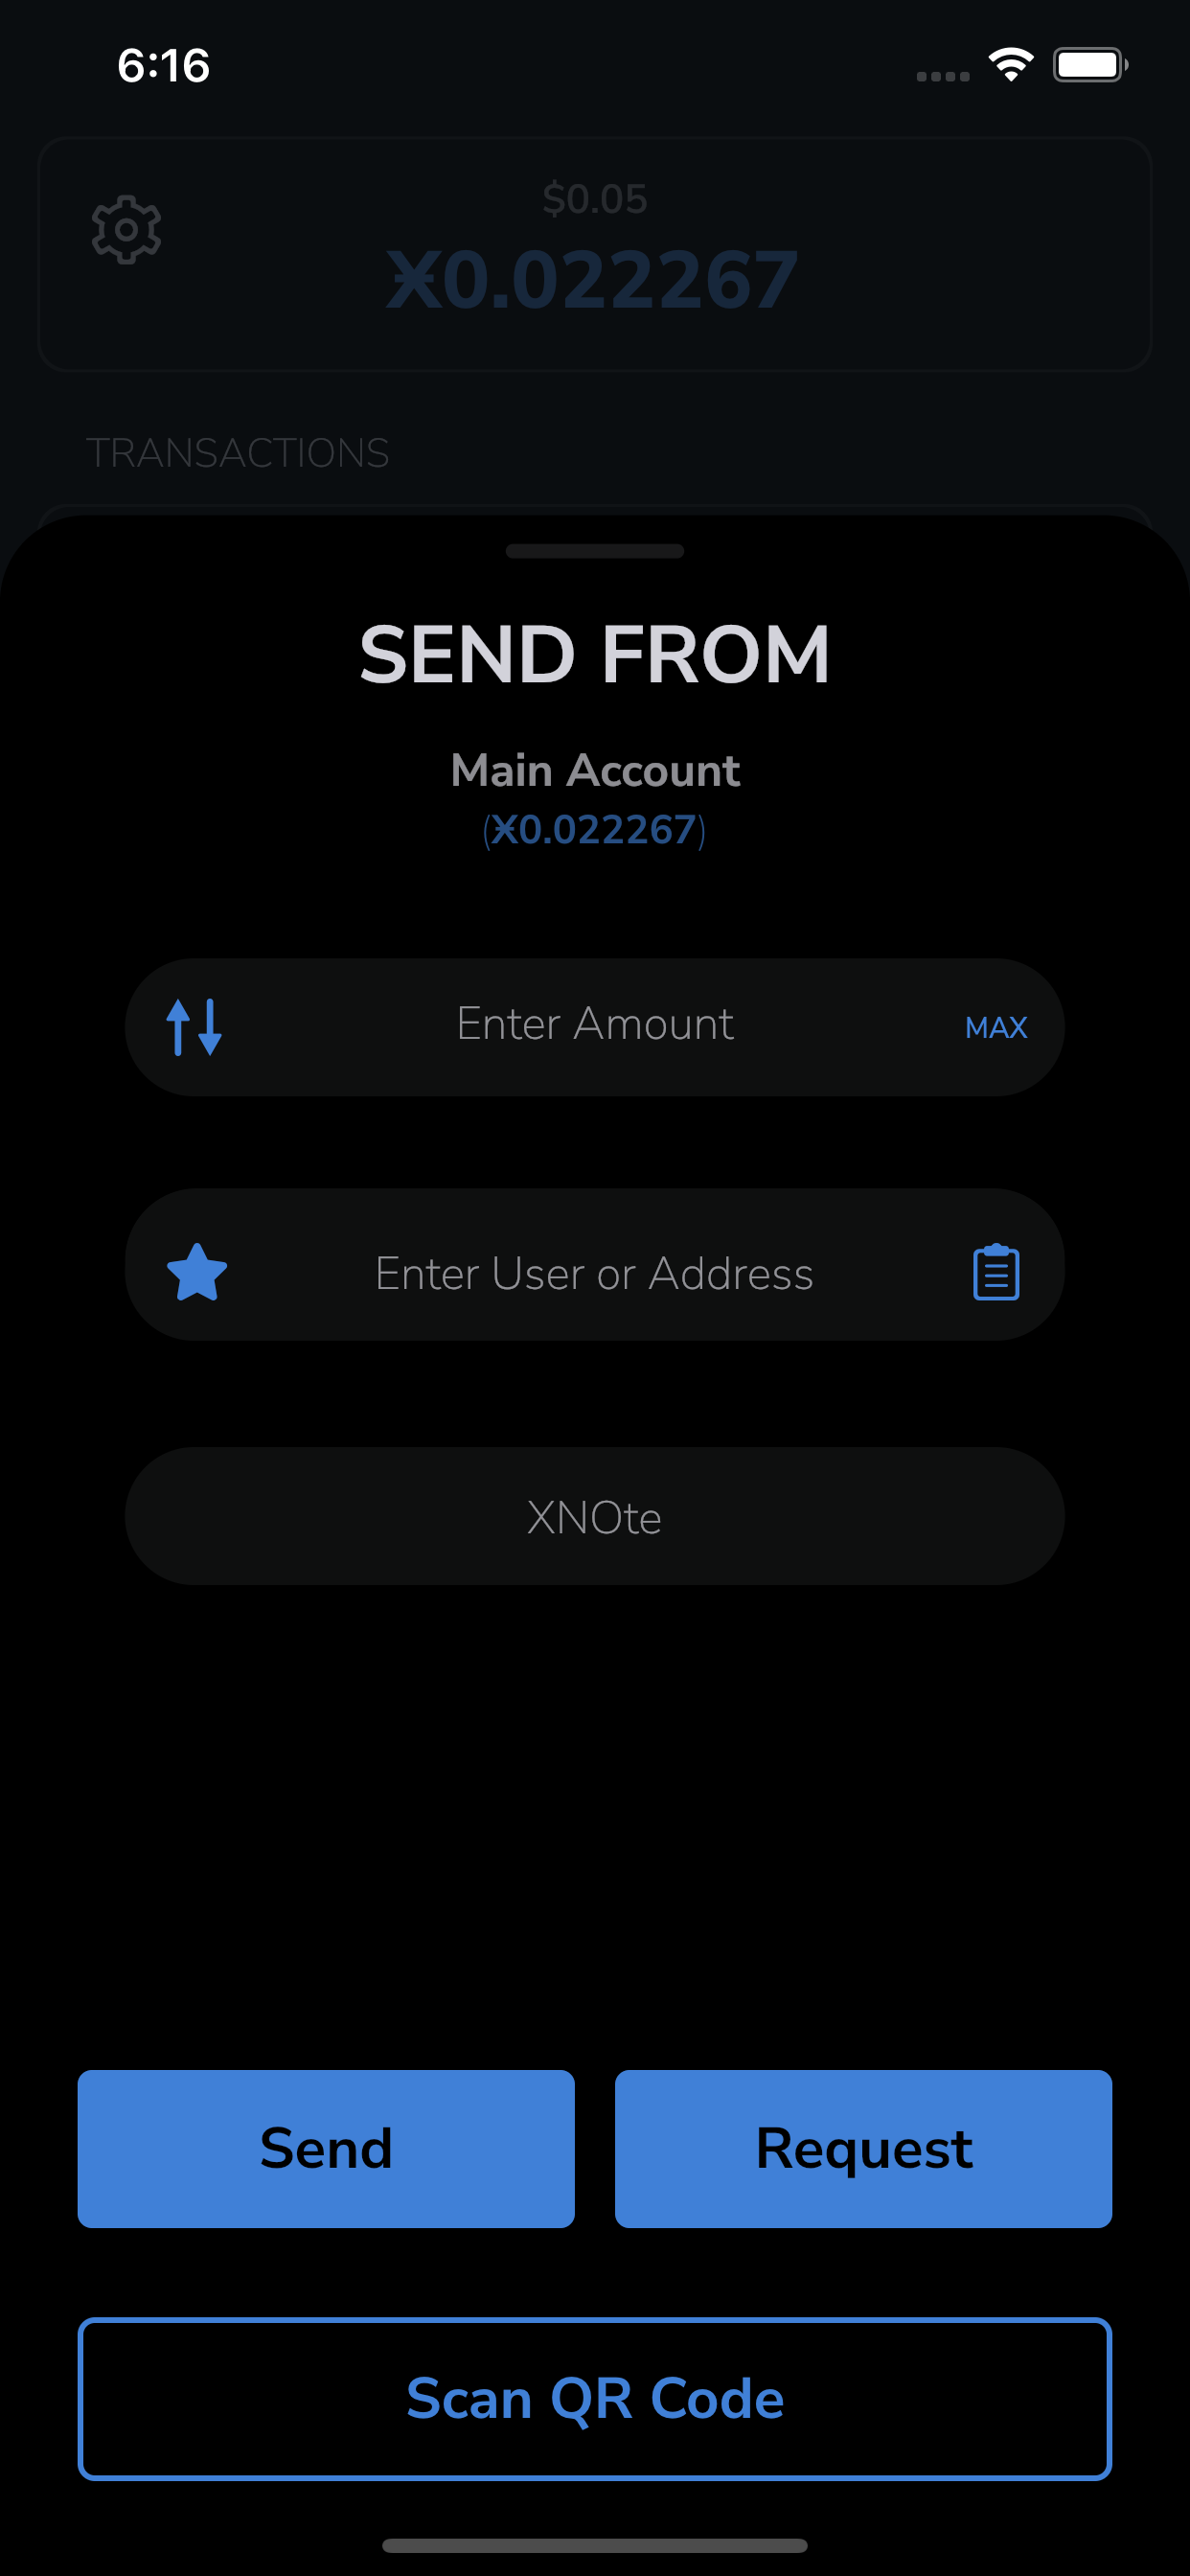 6:16
$0.05
Ӿ0.022267
TRANSACTIONS
SEND FROM
Main Account
(Ӿ0.022267)
Enter Amount
MAX
Enter User or Address
XNOte
Send
Request
Scan QR Code